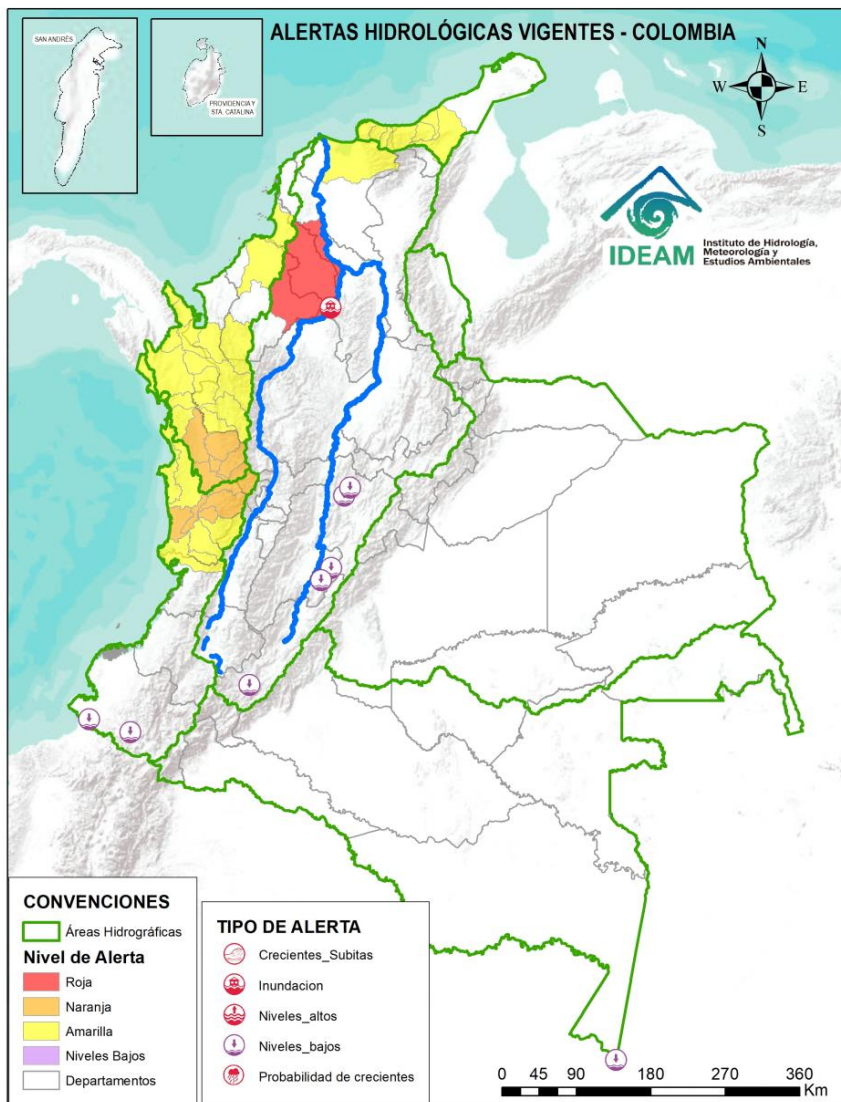 ALERTAS HIDROLÓGICAS VIGENTES - COLOMBIA
SAN ANDRÉS
PROVIDENCIA Y
STA. CATALINA
N
W
E
S
IDEAM
Instituto de Hidrología,
Meteorología y
Estudios Ambientales
CONVENCIONES
Áreas Hidrográficas
Nivel de Alerta
Roja
Naranja
Amarilla
Niveles Bajos
Departamentos
TIPO DE ALERTA
Crecientes_Subitas
Inundacion
Niveles_altos
Niveles_bajos
Probabilidad de crecientes
0 45 90 180 270 360
Km